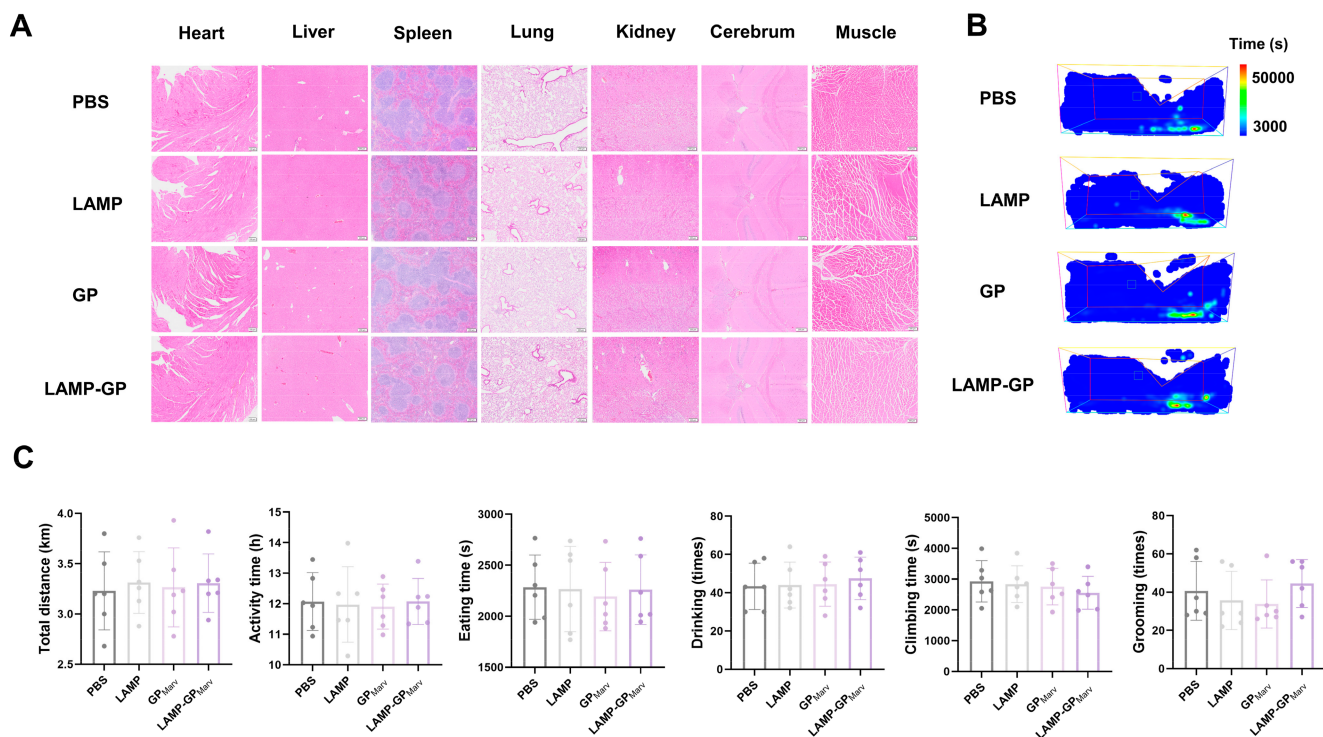 A
Heart Liver Spleen Lung Kidney Cerebrum Muscle
PBS
LAMP
GP
LAMP-GP
B
Time (s)
50000
3000
PBS
LAMP
GP
LAMP-GP
C
Total distance (km)
4.0
3.5
3.0
2.5
PBS
LAMP
GPMarv
LAMP-GPMarv
Activity time (h)
15
14
13
12
11
10
PBS
LAMP
GPMarv
LAMP-GPMarv
Eating time (s)
3000
2500
2000
1500
PBS
LAMP
GPMarv
LAMP-GPMarv
Drinking (times)
80
60
40
20
0
PBS
LAMP
GPMarv
LAMP-GPMarv
Climbing time (s)
5000
4000
3000
2000
1000
0
PBS
LAMP
GPMarv
LAMP-GPMarv
Grooming (times)
80
60
40
20
0
PBS
LAMP
GPMarv
LAMP-GPMarv